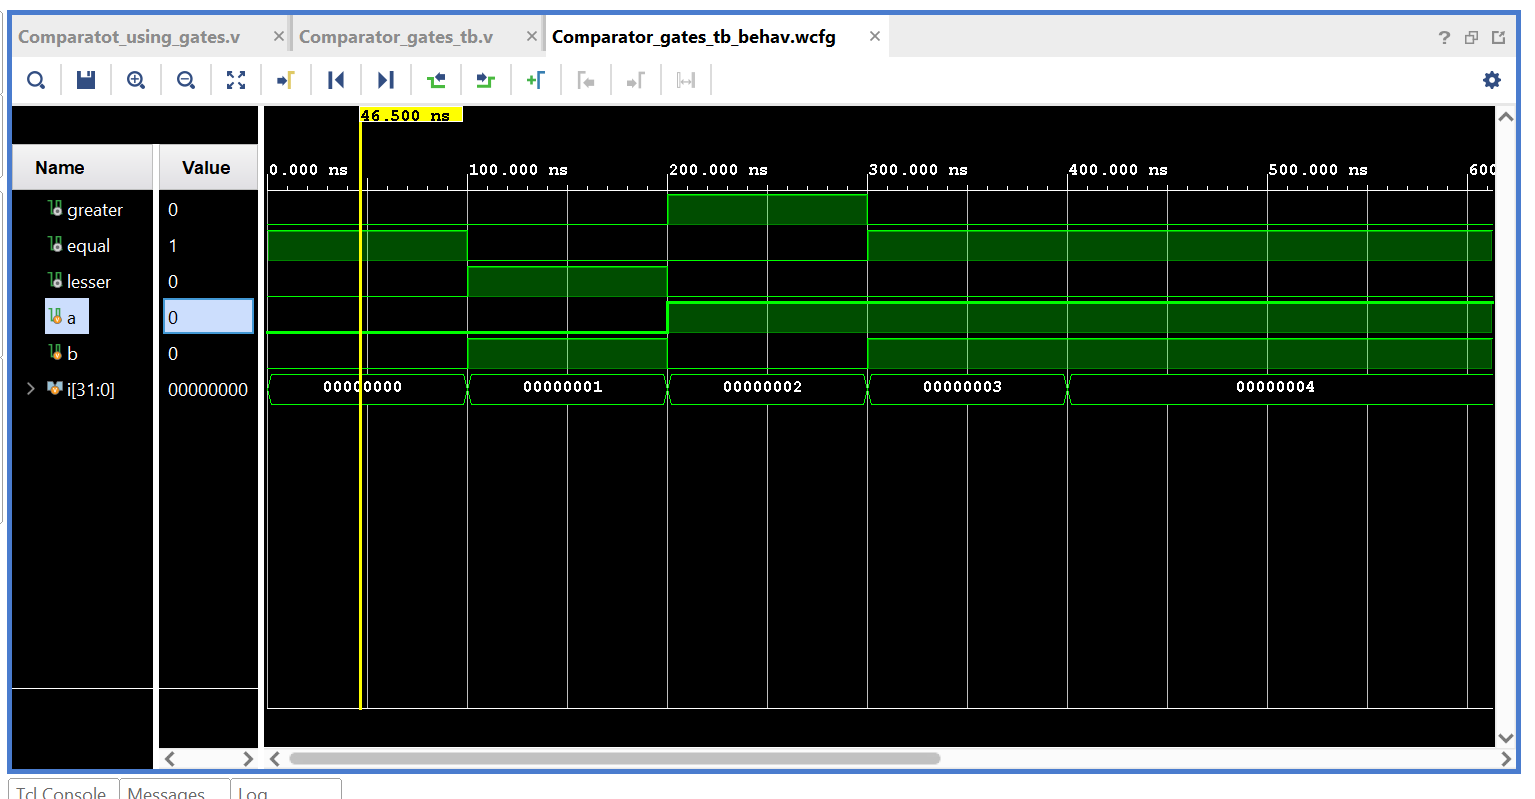 Comparatot_using_gates.v × Comparator_gates_tb.v × Comparator_gates_tb_behav.wcfg × ?
46.500 ns
Name Value 0.000 ns 100.000 ns 200.000 ns 300.000 ns 400.000 ns 500.000 ns 600
greater 0
equal 1
lesser 0
a 0
b 0
i[31:0] 00000000 00000000 00000001 00000002 00000003 00000004
Tcl Console Messages Log